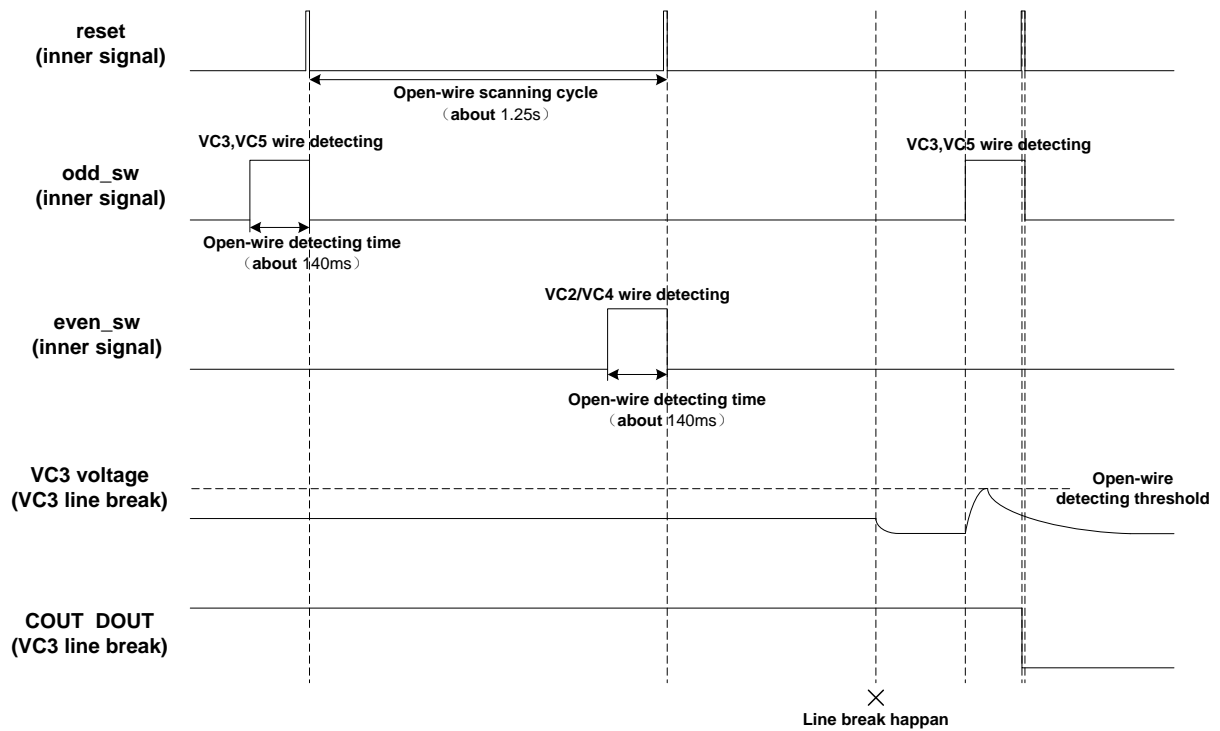 reset
(inner signal)
Open-wire scanning cycle
（about 1.25s）
VC3,VC5 wire detecting
VC3,VC5 wire detecting
odd_sw
(inner signal)
Open-wire detecting time
（about 140ms）
VC2/VC4 wire detecting
even_sw
(inner signal)
Open-wire detecting time
（about 140ms）
VC3 voltage
(VC3 line break)
Open-wire
detecting threshold
COUT DOUT
(VC3 line break)
Line break happan